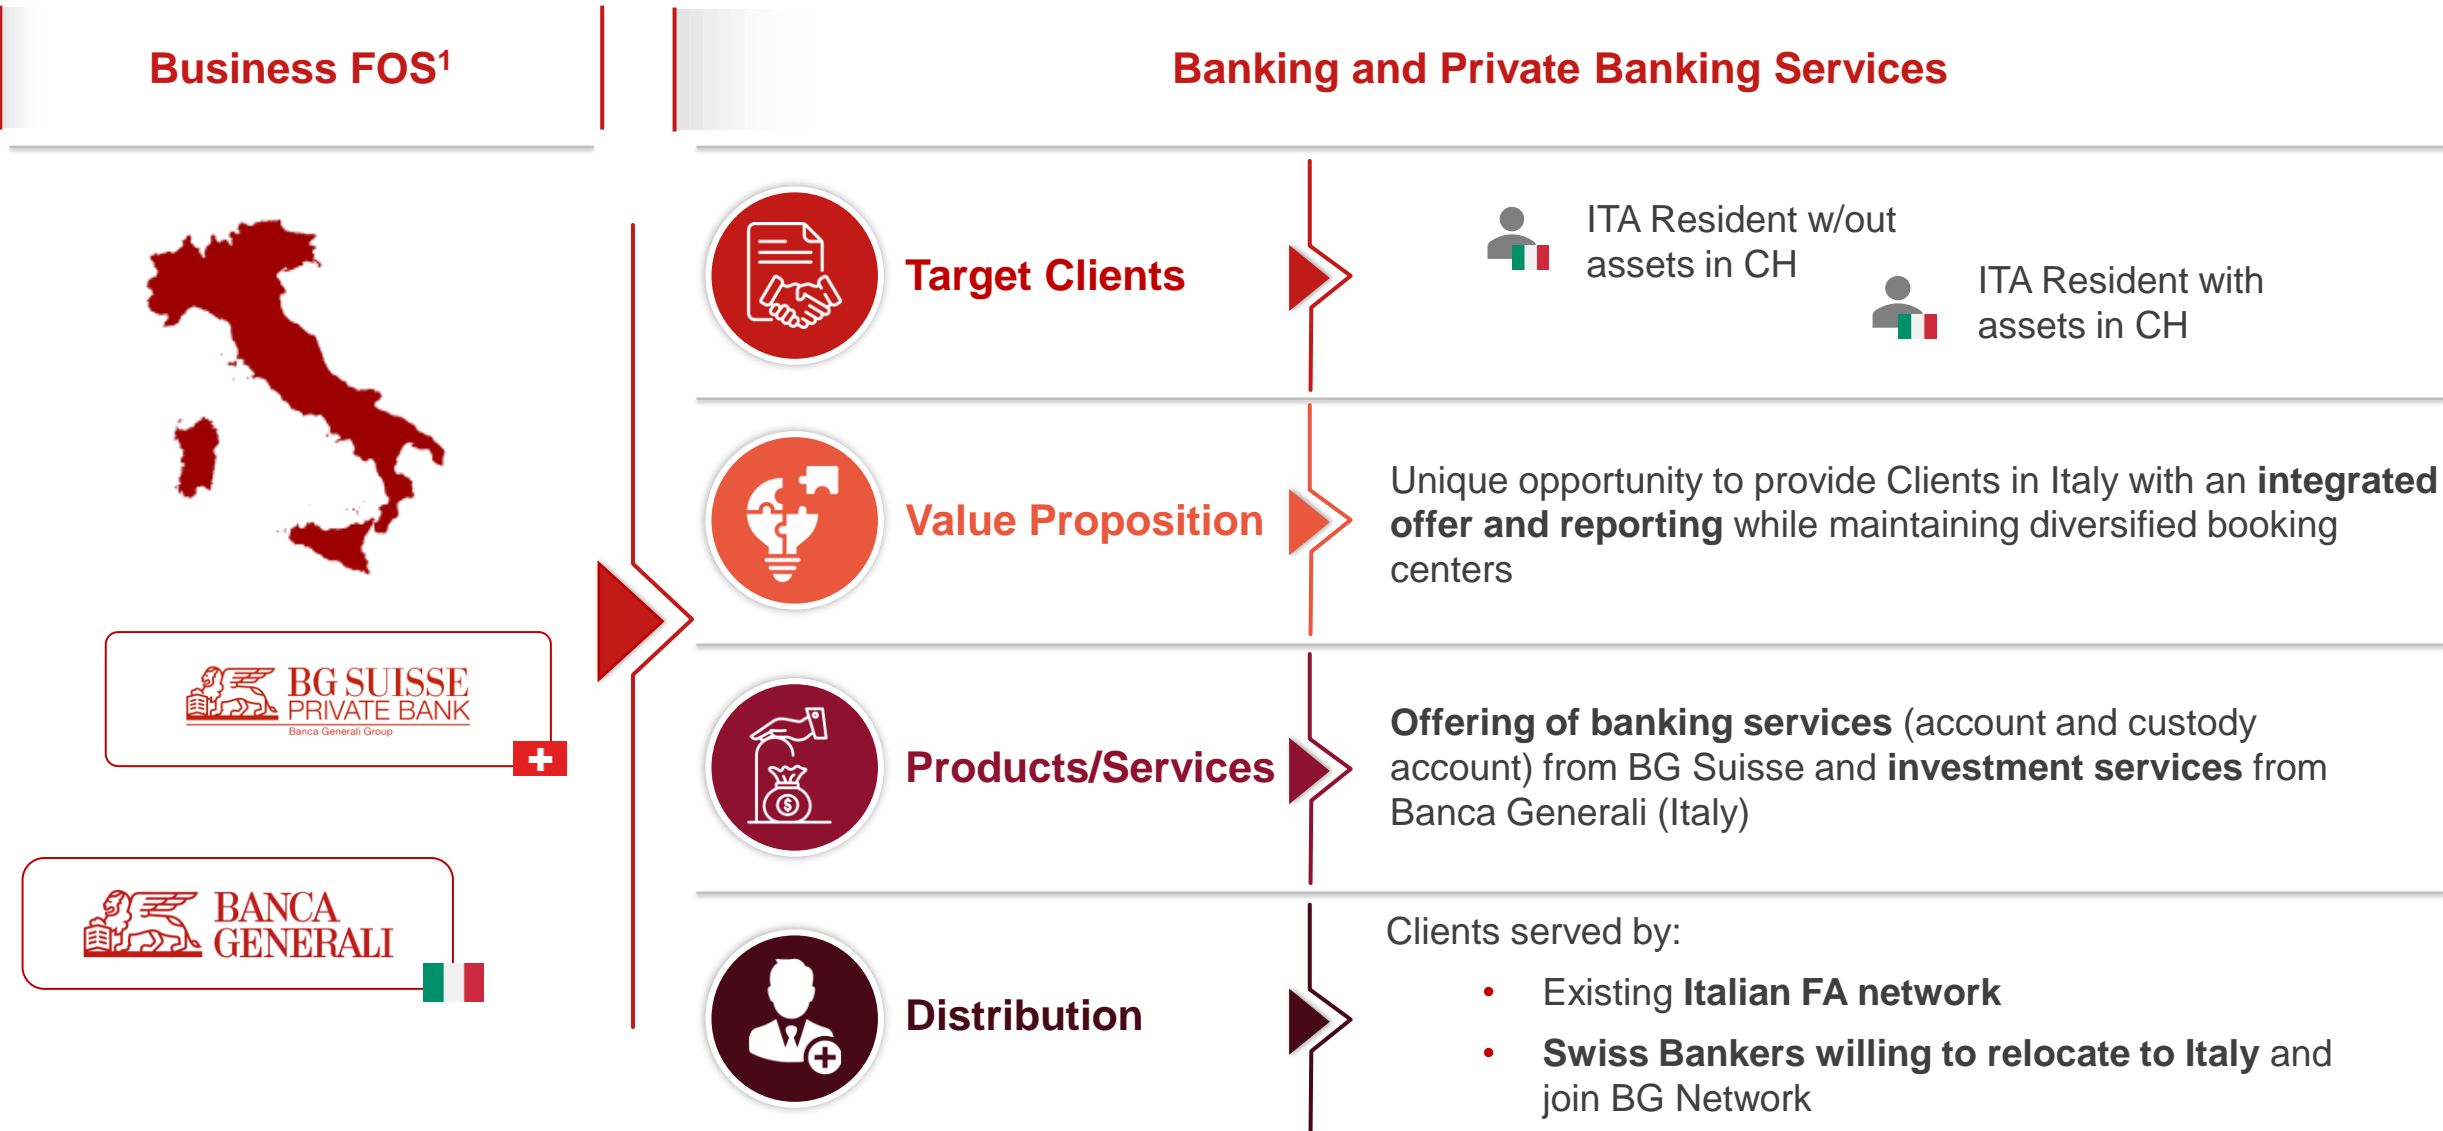 Business FOS¹
Banking and Private Banking Services
Target Clients
ITA Resident w/out
assets in CH
ITA Resident with
assets in CH
Value Proposition
Unique opportunity to provide Clients in Italy with an integrated
offer and reporting while maintaining diversified booking
centers
BG SUISSE
PRIVATE BANK
Banca Generali Group
Products/Services
Offering of banking services (account and custody
account) from BG Suisse and investment services from
Banca Generali (Italy)
BANCA
GENERALI
Distribution
Clients served by:
• Existing Italian FA network
• Swiss Bankers willing to relocate to Italy and
join BG Network